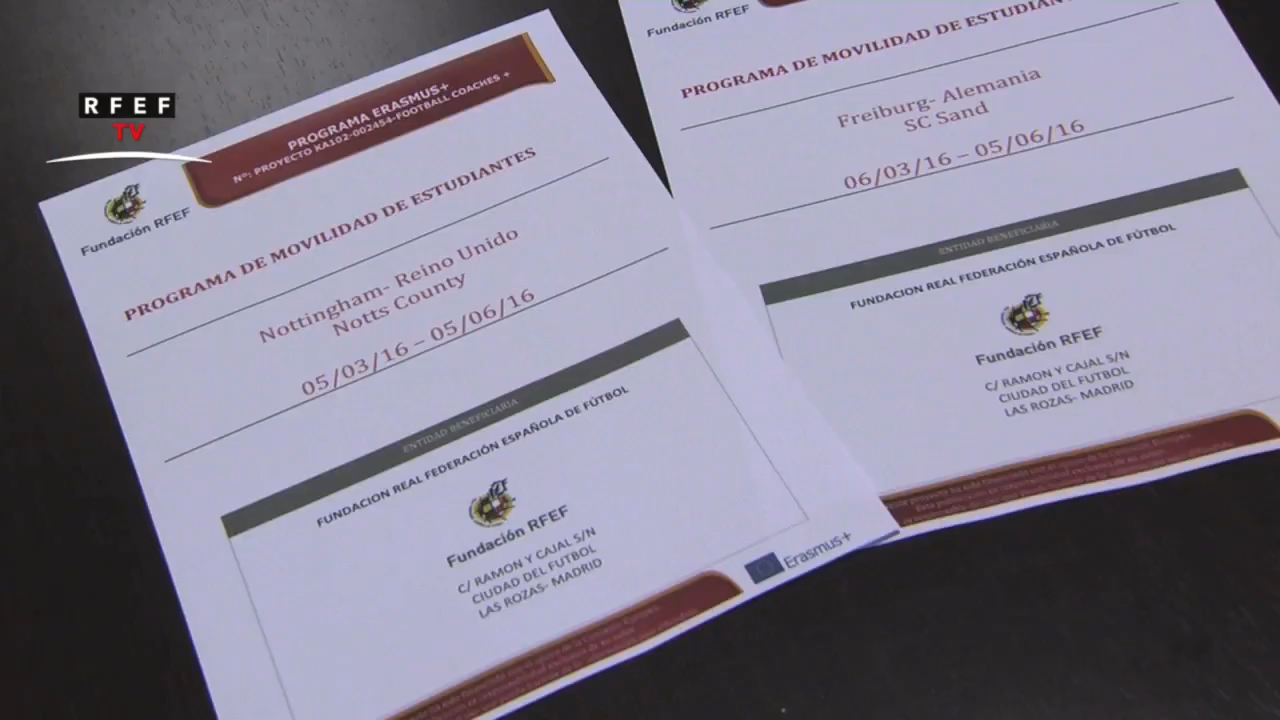 RFEF
TV
PROGRAMA ERASMUS+
Nº: PROYECTO KA102-002454-FOOTBALL COACHES +
Fundación RFEF
PROGRAMA DE MOVILIDAD DE ESTUDIANTES
Nottingham- Reino Unido
Notts County
05/03/16 – 05/06/16
ENTIDAD BENEFICIARIA
FUNDACION REAL FEDERACIÓN ESPAÑOLA DE FÚTBOL
Fundación RFEF
C/ RAMON Y CAJAL S/N
CIUDAD DEL FUTBOL
LAS ROZAS- MADRID
Erasmus+
Fundación RFEF
PROGRAMA DE MOVILIDAD DE ESTUDIAN
Freiburg- Alemania
SC Sand
06/03/16 – 05/06/16
ENTIDAD BENEFICIARIA
FUNDACION REAL FEDERACIÓN ESPAÑOLA DE FÚTBOL
Fundación RFEF
C/ RAMON Y CAJAL S/N
CIUDAD DEL FUTBOL
LAS ROZAS- MADRID